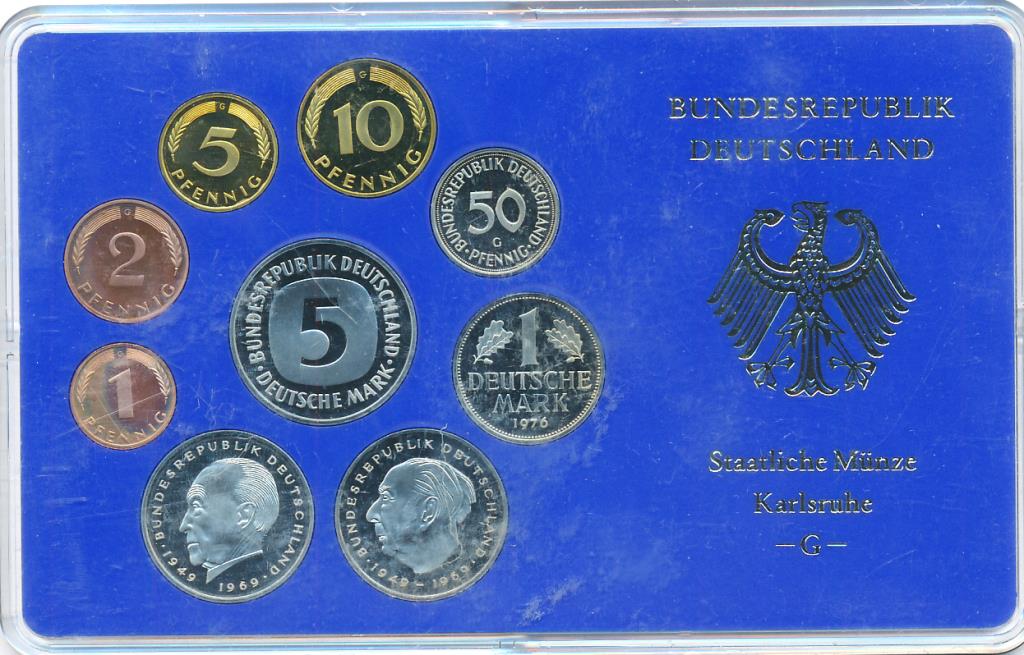 BUNDESREPUBLIK
DEUTSCHLAND
Staatliche Münze
Karlsruhe
–G–
G
5
PFENNIG
G
10
PFENNIG
BUNDESREPUBLIK DEUTSCHLAND
50
G
·PFENNIG·
G
2
PFENNIG
BUNDESREPUBLIK DEUTSCHLAND
5
·DEUTSCHE MARK·
1
DEUTSCHE
MARK
1976
G
1
PFENNIG
·BUNDESREPUBLIK DEUTSCHLAND·
1949 1969
·BUNDESREPUBLIK DEUTSCHLAND·
1949 – 1969